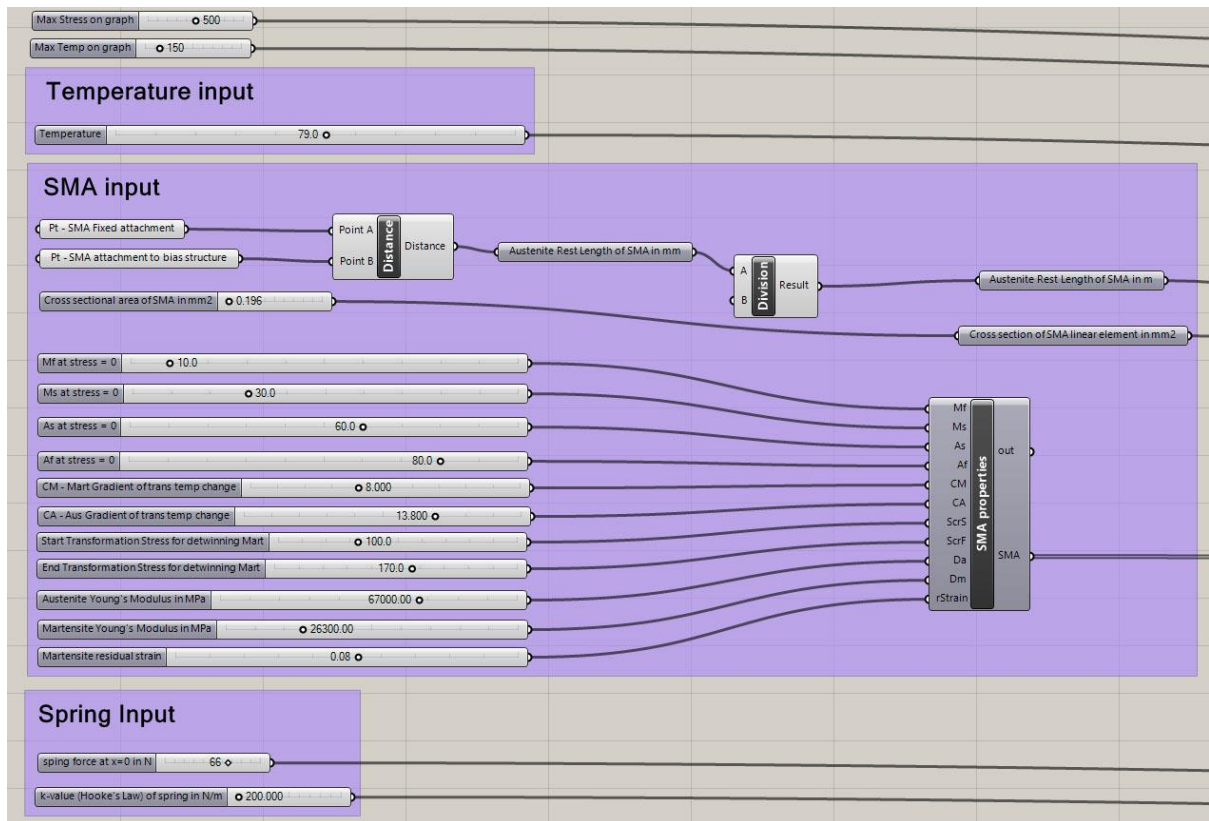 Max Stress on graph 500
Max Temp on graph 150
Temperature input
Temperature 79.0
SMA input
Pt - SMA Fixed attachment
Pt - SMA attachment to bias structure
Point A
Point B
Distance
Distance
Austenite Rest Length of SMA in mm
A
B
Division
Result
Austenite Rest Length of SMA in m
Cross sectional area of SMA in mm2 0.196
Cross section of SMA linear element in mm2
Mf at stress = 0 10.0
Ms at stress = 0 30.0
As at stress = 0 60.0
Af at stress = 0 80.0
CM - Mart Gradient of trans temp change 8.000
CA - Aus Gradient of trans temp change 13.800
Start Transformation Stress for detwinning Mart 100.0
End Transformation Stress for detwinning Mart 170.0
Austenite Young's Modulus in MPa 67000.00
Martensite Young's Modulus in MPa 26300.00
Martensite residual strain 0.08
Mf
Ms
As
Af
CM
CA
ScrS
ScrF
Da
Dm
rStrain
SMA properties
out
SMA
Spring Input
sping force at x=0 in N 66
k-value (Hooke's Law) of spring in N/m 200.000